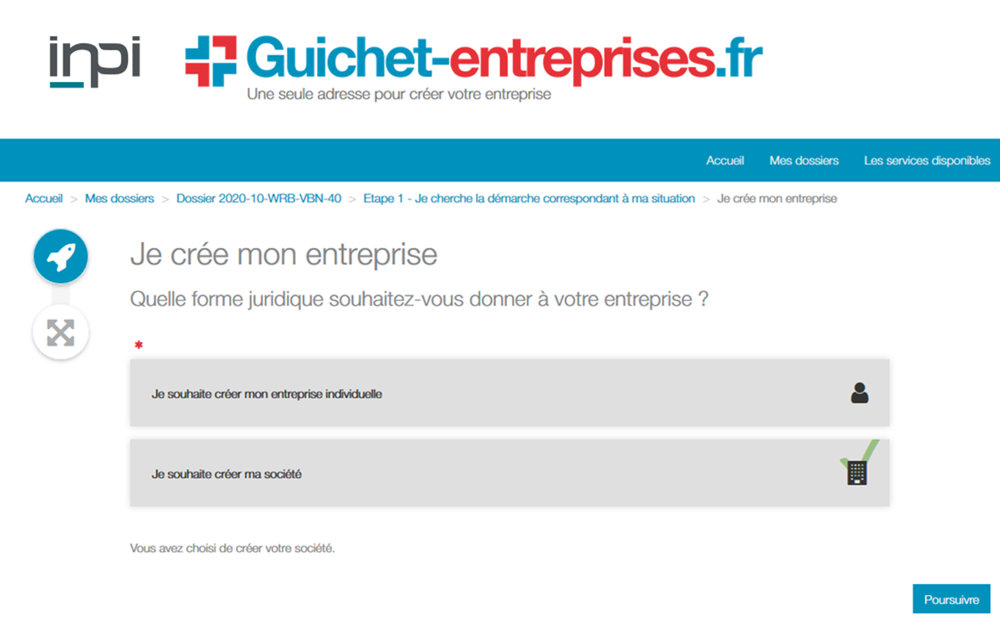 inpi
Guichet-entreprises.fr
Une seule adresse pour créer votre entreprise
Accueil Mes dossiers Les services disponibles
Accueil > Mes dossiers > Dossier 2020-10-WRB-VBN-40 > Etape 1 - Je cherche la démarche correspondant à ma situation > Je crée mon entreprise
Je crée mon entreprise
Quelle forme juridique souhaitez-vous donner à votre entreprise ?
*
Je souhaite créer mon entreprise individuelle
Je souhaite créer ma société
Vous avez choisi de créer votre société.
Poursuivre